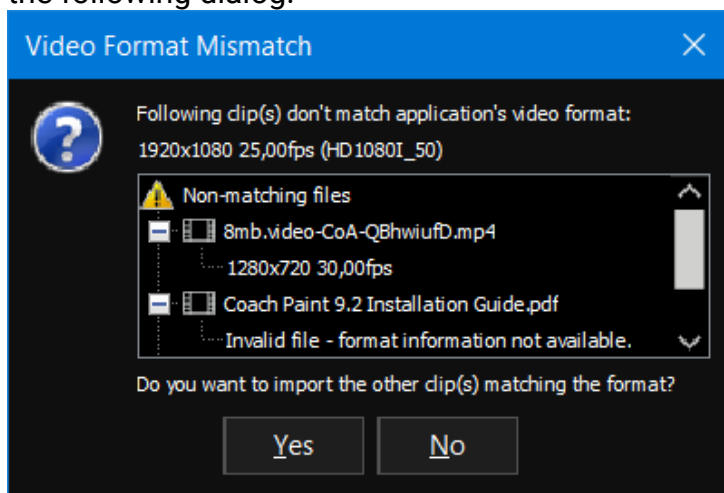 the following dialog:
Video Format Mismatch
Following clip(s) don't match application's video format:
1920x1080 25,00fps (HD1080I_50)
Non-matching files
8mb.video-CoA-QBhwiufD.mp4
1280x720 30,00fps
Coach Paint 9.2 Installation Guide.pdf
Invalid file - format information not available.
Do you want to import the other clip(s) matching the format?
Yes
No